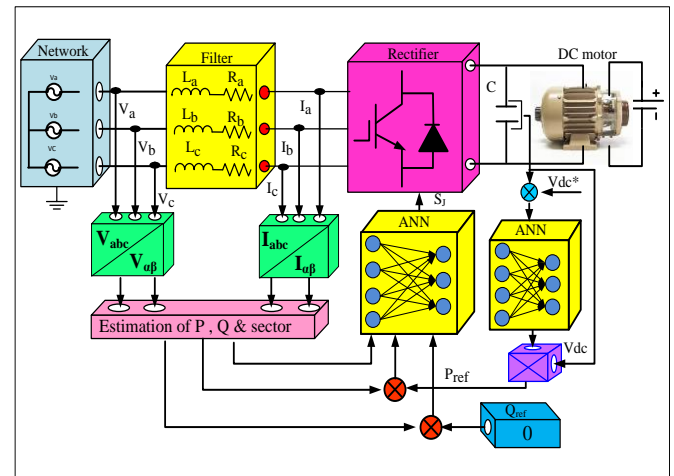 Network
Filter
Rectifier
DC motor
Va
Vb
VC
La
Ra
Lb
Rb
Lc
Rc
Va
Vb
Vc
Ia
Ib
Ic
C
+
-
SJ
Vdc*
Vabc
Vαβ
Iabc
Iαβ
ANN
ANN
Estimation of P , Q & sector
Vdc
Pref
Qref
0